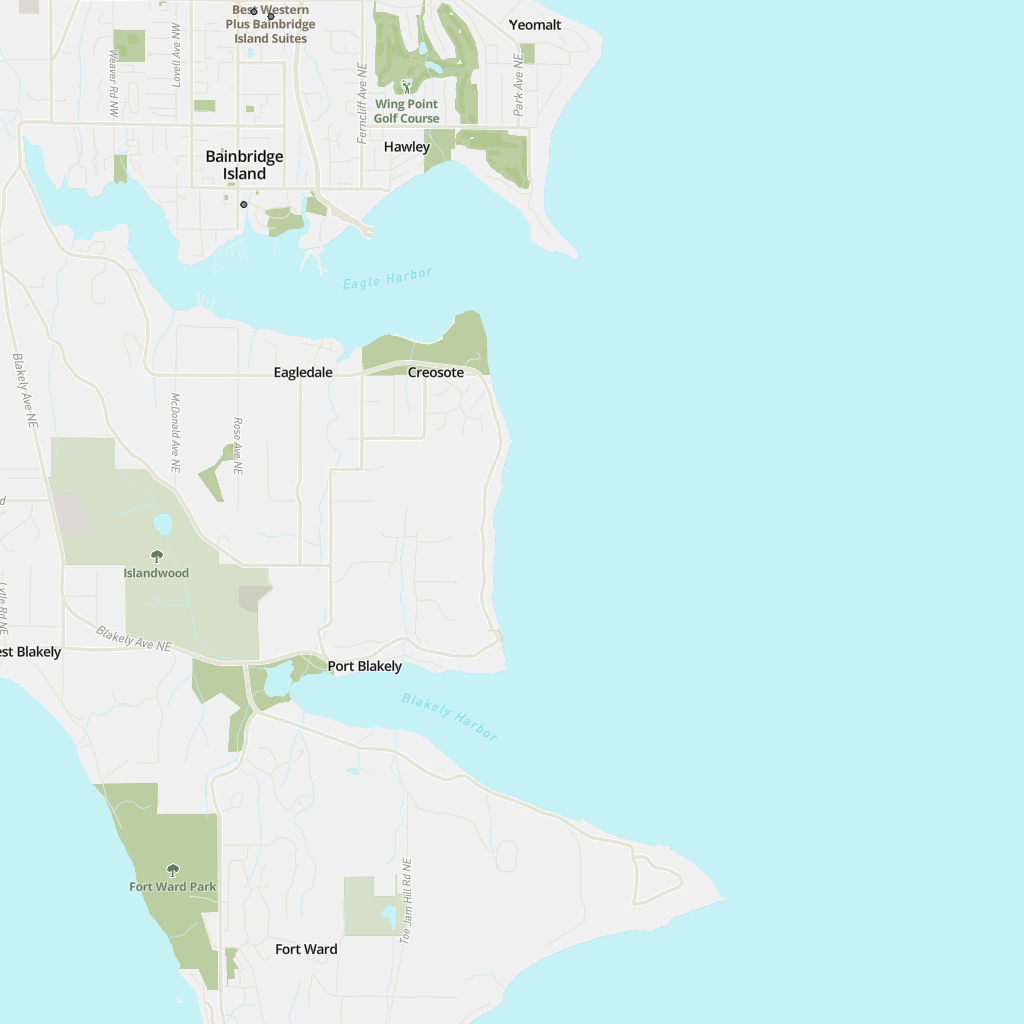 Best Western
Plus Bainbridge
Island Suites
Yeomalt
Lovell Ave NW
Weaver Rd NW
Ferncliff Ave NE
Park Ave NE
Wing Point
Golf Course
Hawley
Bainbridge
Island
Eagle Harbor
Eagledale
Creosote
Blakely Ave NE
McDonald Ave NE
Rose Ave NE
d
Islandwood
Lytle Rd NE
Blakely Ave NE
est Blakely
Port Blakely
Blakely Harbor
Fort Ward Park
Toe Jam Hill Rd NE
Fort Ward